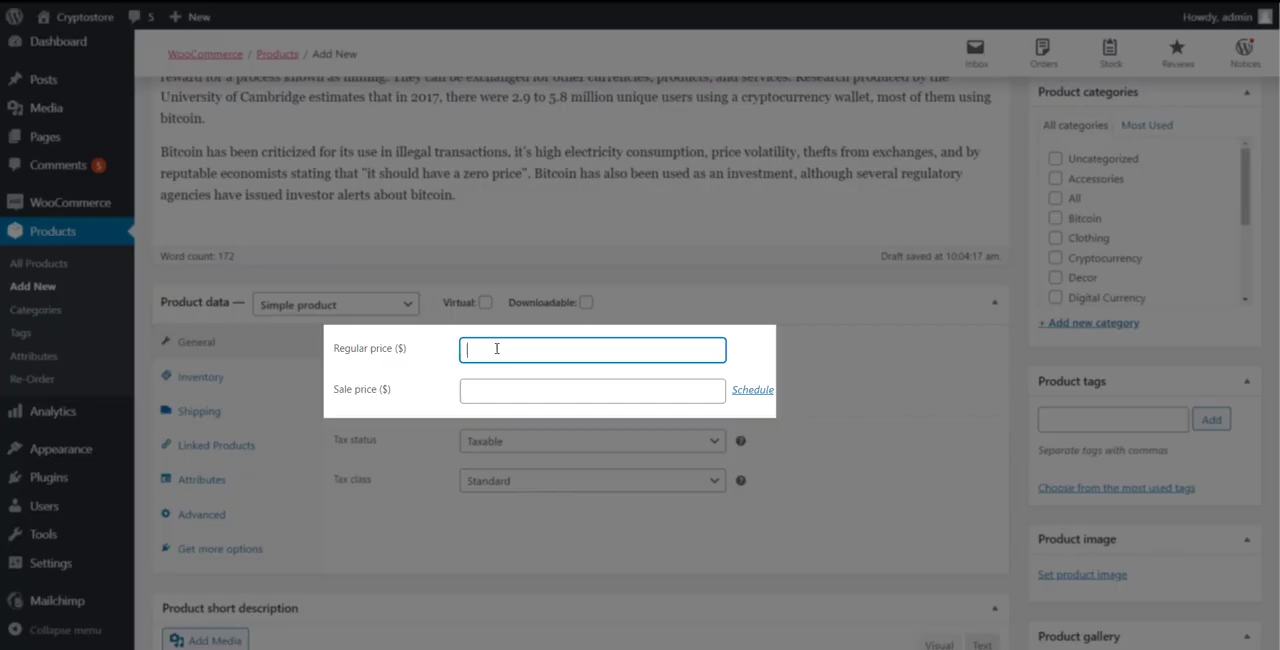 Cryptostore
5
New
Howdy, admin
Dashboard
Posts
Media
Pages
Comments 5
WooCommerce
Products
All Products
Add New
Categories
Tags
Attributes
Re-Order
Analytics
Appearance
Plugins
Users
Tools
Settings
Mailchimp
Collapse menu
WooCommerce / Products / Add New
Inbox
Orders
Stock
Reviews
Notices
reward for a process known as mining. They can be exchanged for other currencies, products, and services. Research produced by the
University of Cambridge estimates that in 2017, there were 2.9 to 5.8 million unique users using a cryptocurrency wallet, most of them using
bitcoin.
Bitcoin has been criticized for its use in illegal transactions, it's high electricity consumption, price volatility, thefts from exchanges, and by
reputable economists stating that "it should have a zero price". Bitcoin has also been used as an investment, although several regulatory
agencies have issued investor alerts about bitcoin.
Word count: 172
Draft saved at 10:04:17 am.
Product data — Simple product
Virtual:
Downloadable:
General
Inventory
Shipping
Linked Products
Attributes
Advanced
Get more options
Regular price ($)
Sale price ($)
Schedule
Tax status
Taxable
Tax class
Standard
Product short description
Add Media
Visual
Text
Product categories
All categories
Most Used
Uncategorized
Accessories
All
Bitcoin
Clothing
Cryptocurrency
Decor
Digital Currency
+ Add new category
Product tags
Add
Separate tags with commas
Choose from the most used tags
Product image
Set product image
Product gallery